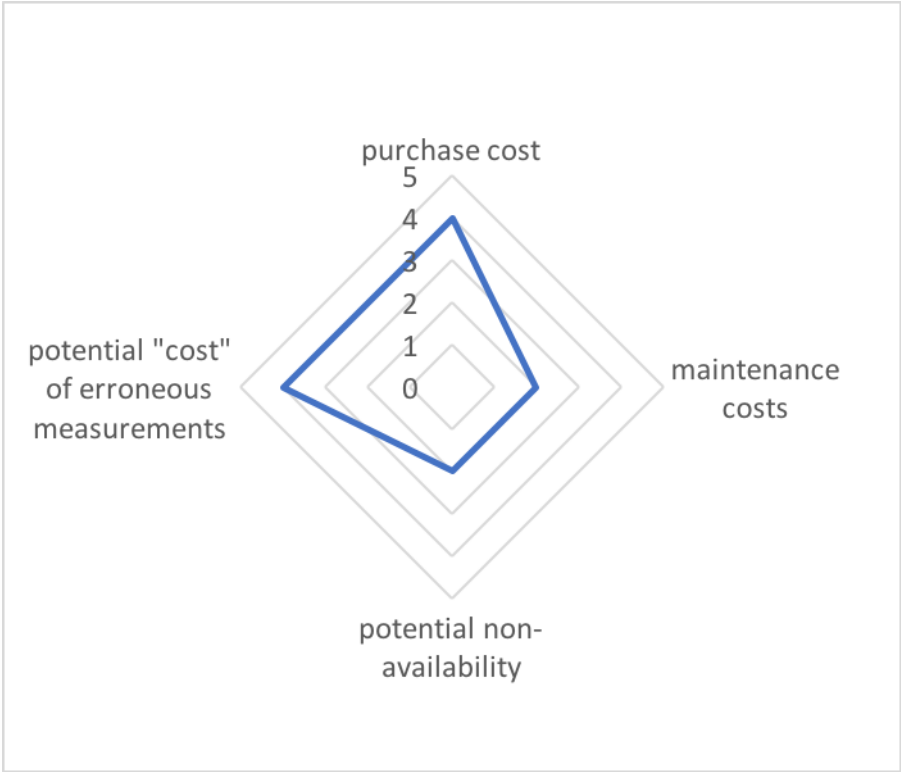 purchase cost
5
4
3
2
1
0
potential "cost"
of erroneous
measurements
maintenance
costs
potential non-
availability